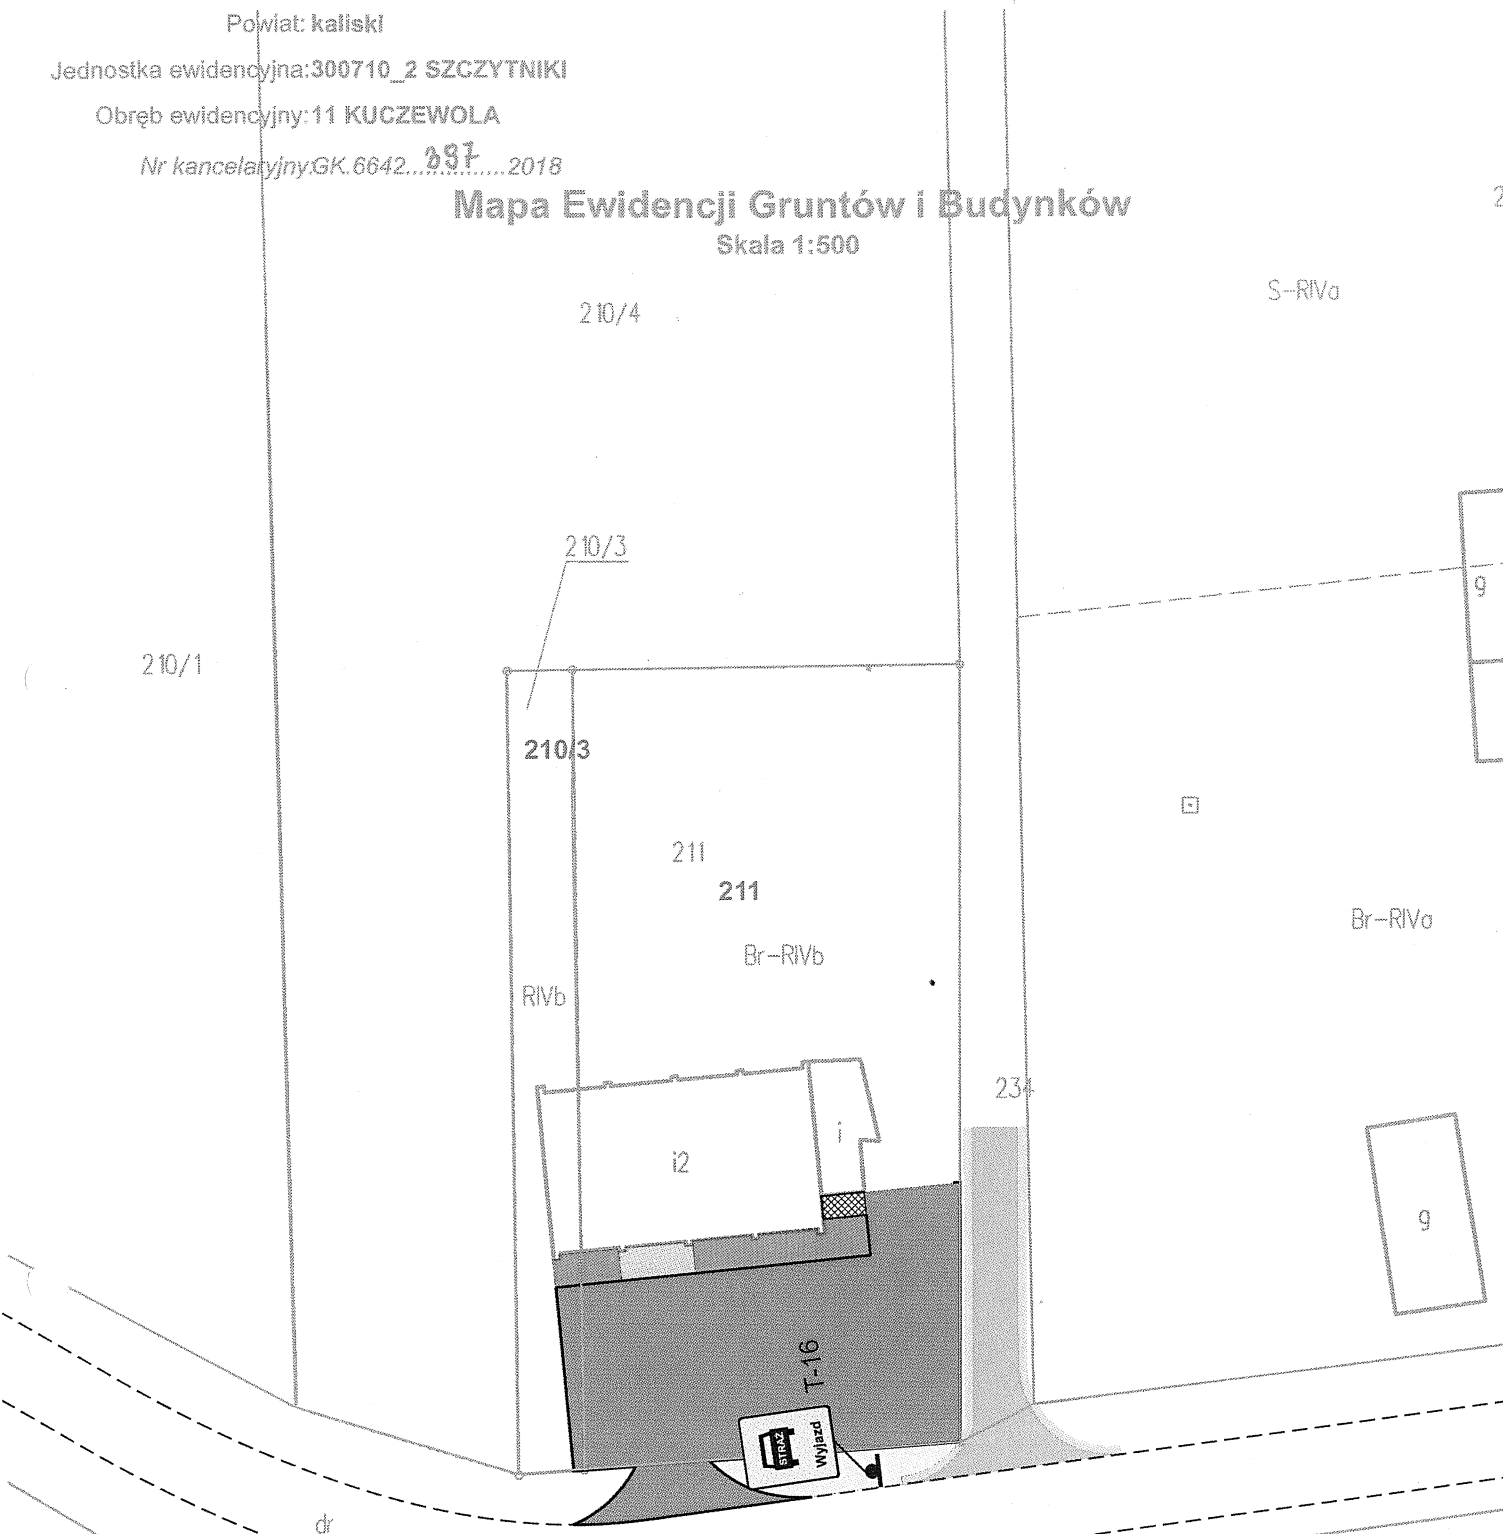 Powiat: kaliski
Jednostka ewidencyjna:300710_2 SZCZYTNIKI
Obręb ewidencyjny:11 KUCZEWOLA
Nr kancelaryjny:GK.6642...397...2018
Mapa Ewidencji Gruntów i Budynków
Skala 1:500
2
S-RIVa
210/4
210/3
g
210/1
210/3
211
211
Br-RIVa
Br-RIVb
RIVb
234
i
i2
g
T-16
STRAŻ
Wyjazd
dr